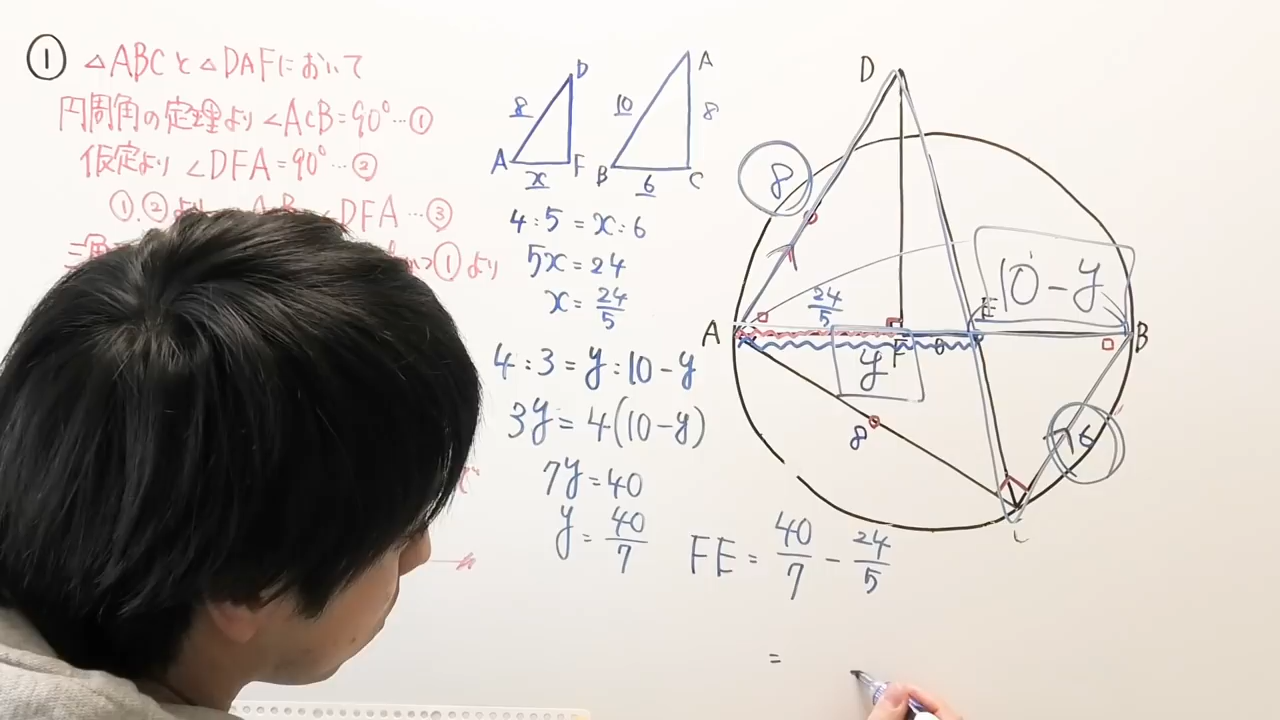 ① △ABCと△DAFにおいて
円周角の定理より∠ACB=90°…①
仮定より ∠DFA=90°…②
①,②よ DFA…③
三角
①より
D
8
A
x
F
A
10
8
B
6
C
4:5=x:6
5x=24
x=24/5
4:3=y:10-y
3y=4(10-y)
7y=40
y=40/7
FE=40/7-24/5
=
D
8
10-y
24/5
A
F
E
B
y
8
6
C